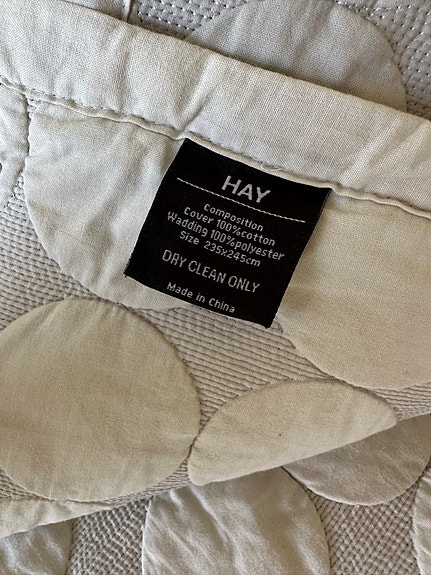 HAY
Composition
Cover 100%cotton
Wadding 100%polyester
Size 235x245cm
DRY CLEAN ONLY
Made in China